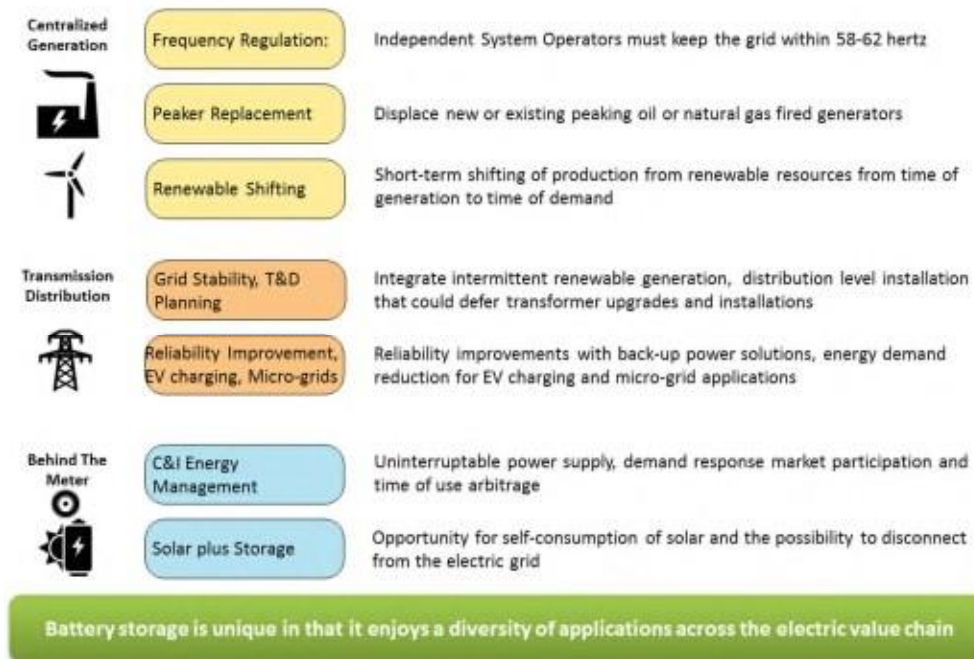 Centralized
Generation
Frequency Regulation:
Independent System Operators must keep the grid within 58-62 hertz
Peaker Replacement
Displace new or existing peaking oil or natural gas fired generators
Renewable Shifting
Short-term shifting of production from renewable resources from time of
generation to time of demand
Transmission
Distribution
Grid Stability, T&D
Planning
Integrate intermittent renewable generation, distribution level installation
that could defer transformer upgrades and installations
Reliability Improvement,
EV charging, Micro-grids
Reliability improvements with back-up power solutions, energy demand
reduction for EV charging and micro-grid applications
Behind The
Meter
C&I Energy
Management
Uninterruptable power supply, demand response market participation and
time of use arbitrage
Solar plus Storage
Opportunity for self-consumption of solar and the possibility to disconnect
from the electric grid
Battery storage is unique in that it enjoys a diversity of applications across the electric value chain